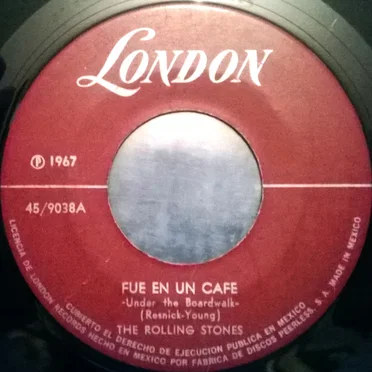 LONDON
℗ 1967
45/9038A
FUE EN UN CAFE
-Under the Boardwalk-
(Resnick-Young)
THE ROLLING STONES
LICENCIA DE LONDON RECORDS HECHO EN MEXICO POR FABRICA DE DISCOS PEERLESS, S. A. MADE IN MEXICO
CUBIERTO EL DERECHO DE EJECUCION PUBLICA EN MEXICO